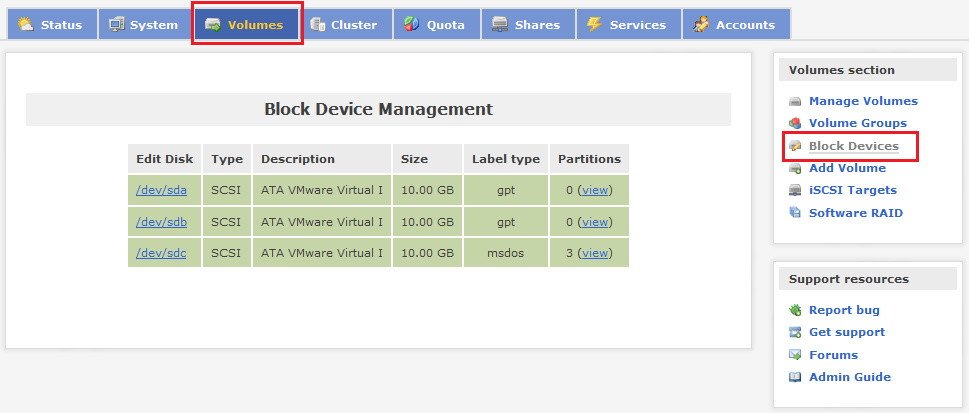 Status System Volumes Cluster Quota Shares Services Accounts
Block Device Management
Edit Disk Type Description Size Label type Partitions
/dev/sda SCSI ATA VMware Virtual I 10.00 GB gpt 0 (view)
/dev/sdb SCSI ATA VMware Virtual I 10.00 GB gpt 0 (view)
/dev/sdc SCSI ATA VMware Virtual I 10.00 GB msdos 3 (view)
Volumes section
Manage Volumes
Volume Groups
Block Devices
Add Volume
iSCSI Targets
Software RAID
Support resources
Report bug
Get support
Forums
Admin Guide